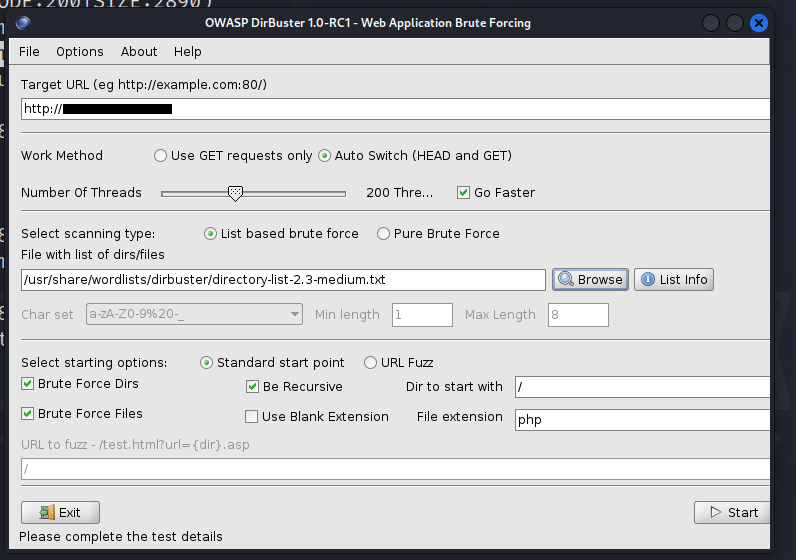 ODE:200|SIZE:2890)
OWASP DirBuster 1.0-RC1 - Web Application Brute Forcing
File Options About Help
Target URL (eg http://example.com:80/)
http://
Work Method Use GET requests only Auto Switch (HEAD and GET)
Number Of Threads 200 Thre... Go Faster
Select scanning type: List based brute force Pure Brute Force
File with list of dirs/files
/usr/share/wordlists/dirbuster/directory-list-2.3-medium.txt Browse List Info
Char set a-zA-Z0-9%20-_ Min length 1 Max Length 8
Select starting options: Standard start point URL Fuzz
Brute Force Dirs Be Recursive Dir to start with /
Brute Force Files Use Blank Extension File extension php
URL to fuzz - /test.html?url={dir}.asp
/
Exit Start
Please complete the test details